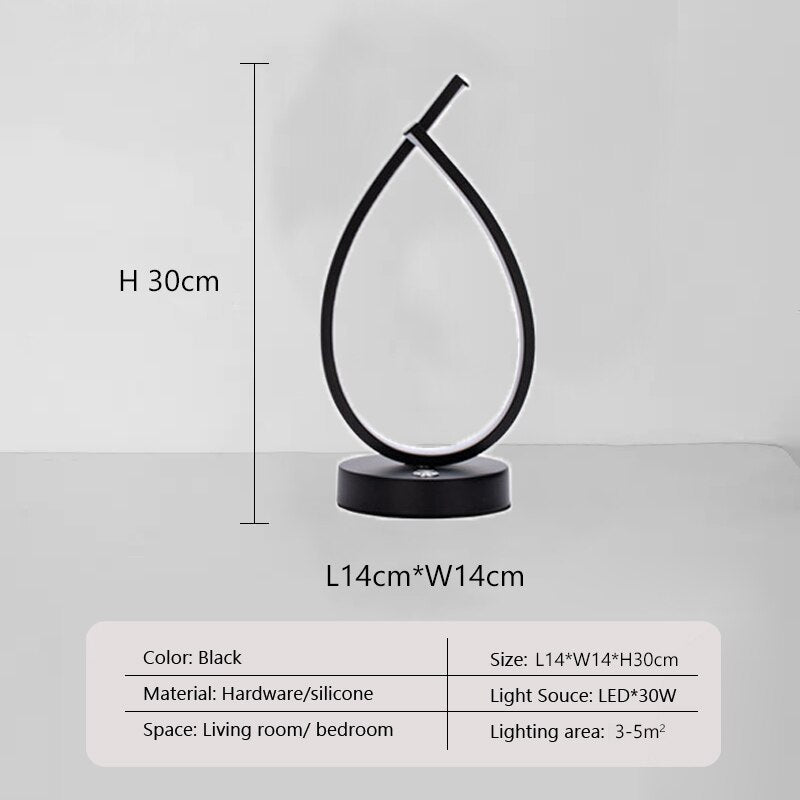 H 30cm
L14cm*W14cm
Color: Black
Size: L14*W14*H30cm
Material: Hardware/silicone
Light Souce: LED*30W
Space: Living room/ bedroom
Lighting area: 3-5m²